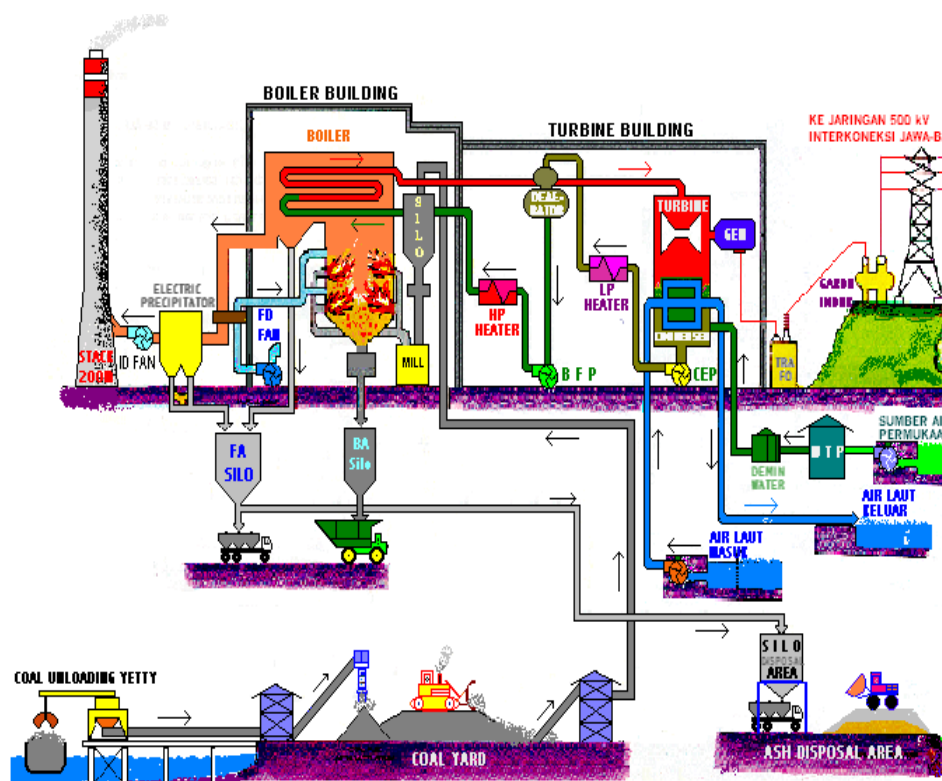 BOILER BUILDING
KE JARINGAN 500 kV
INTERKONEKSI JAWA-B
TURBINE BUILDING
BOILER
SILO
DEAE-
RATOR
TURBINE
GEN
ELECTRIC
PRECIPITATOR
FD
FAN
LP
HEATER
GARDU
INDUK
HP
HEATER
STACK
200M
ID FAN
MILL
B F P
CEP
TRA
FO
SUMBER AI
PERMUKAA
FA
SILO
BA
Silo
W T P
DEMIN
WATER
AIR LAUT
KELUAR
AIR LAUT
MASUK
SILO
DISPOSAL
AREA
COAL UNLOADING YETTY
COAL YARD
ASH DISPOSAL AREA